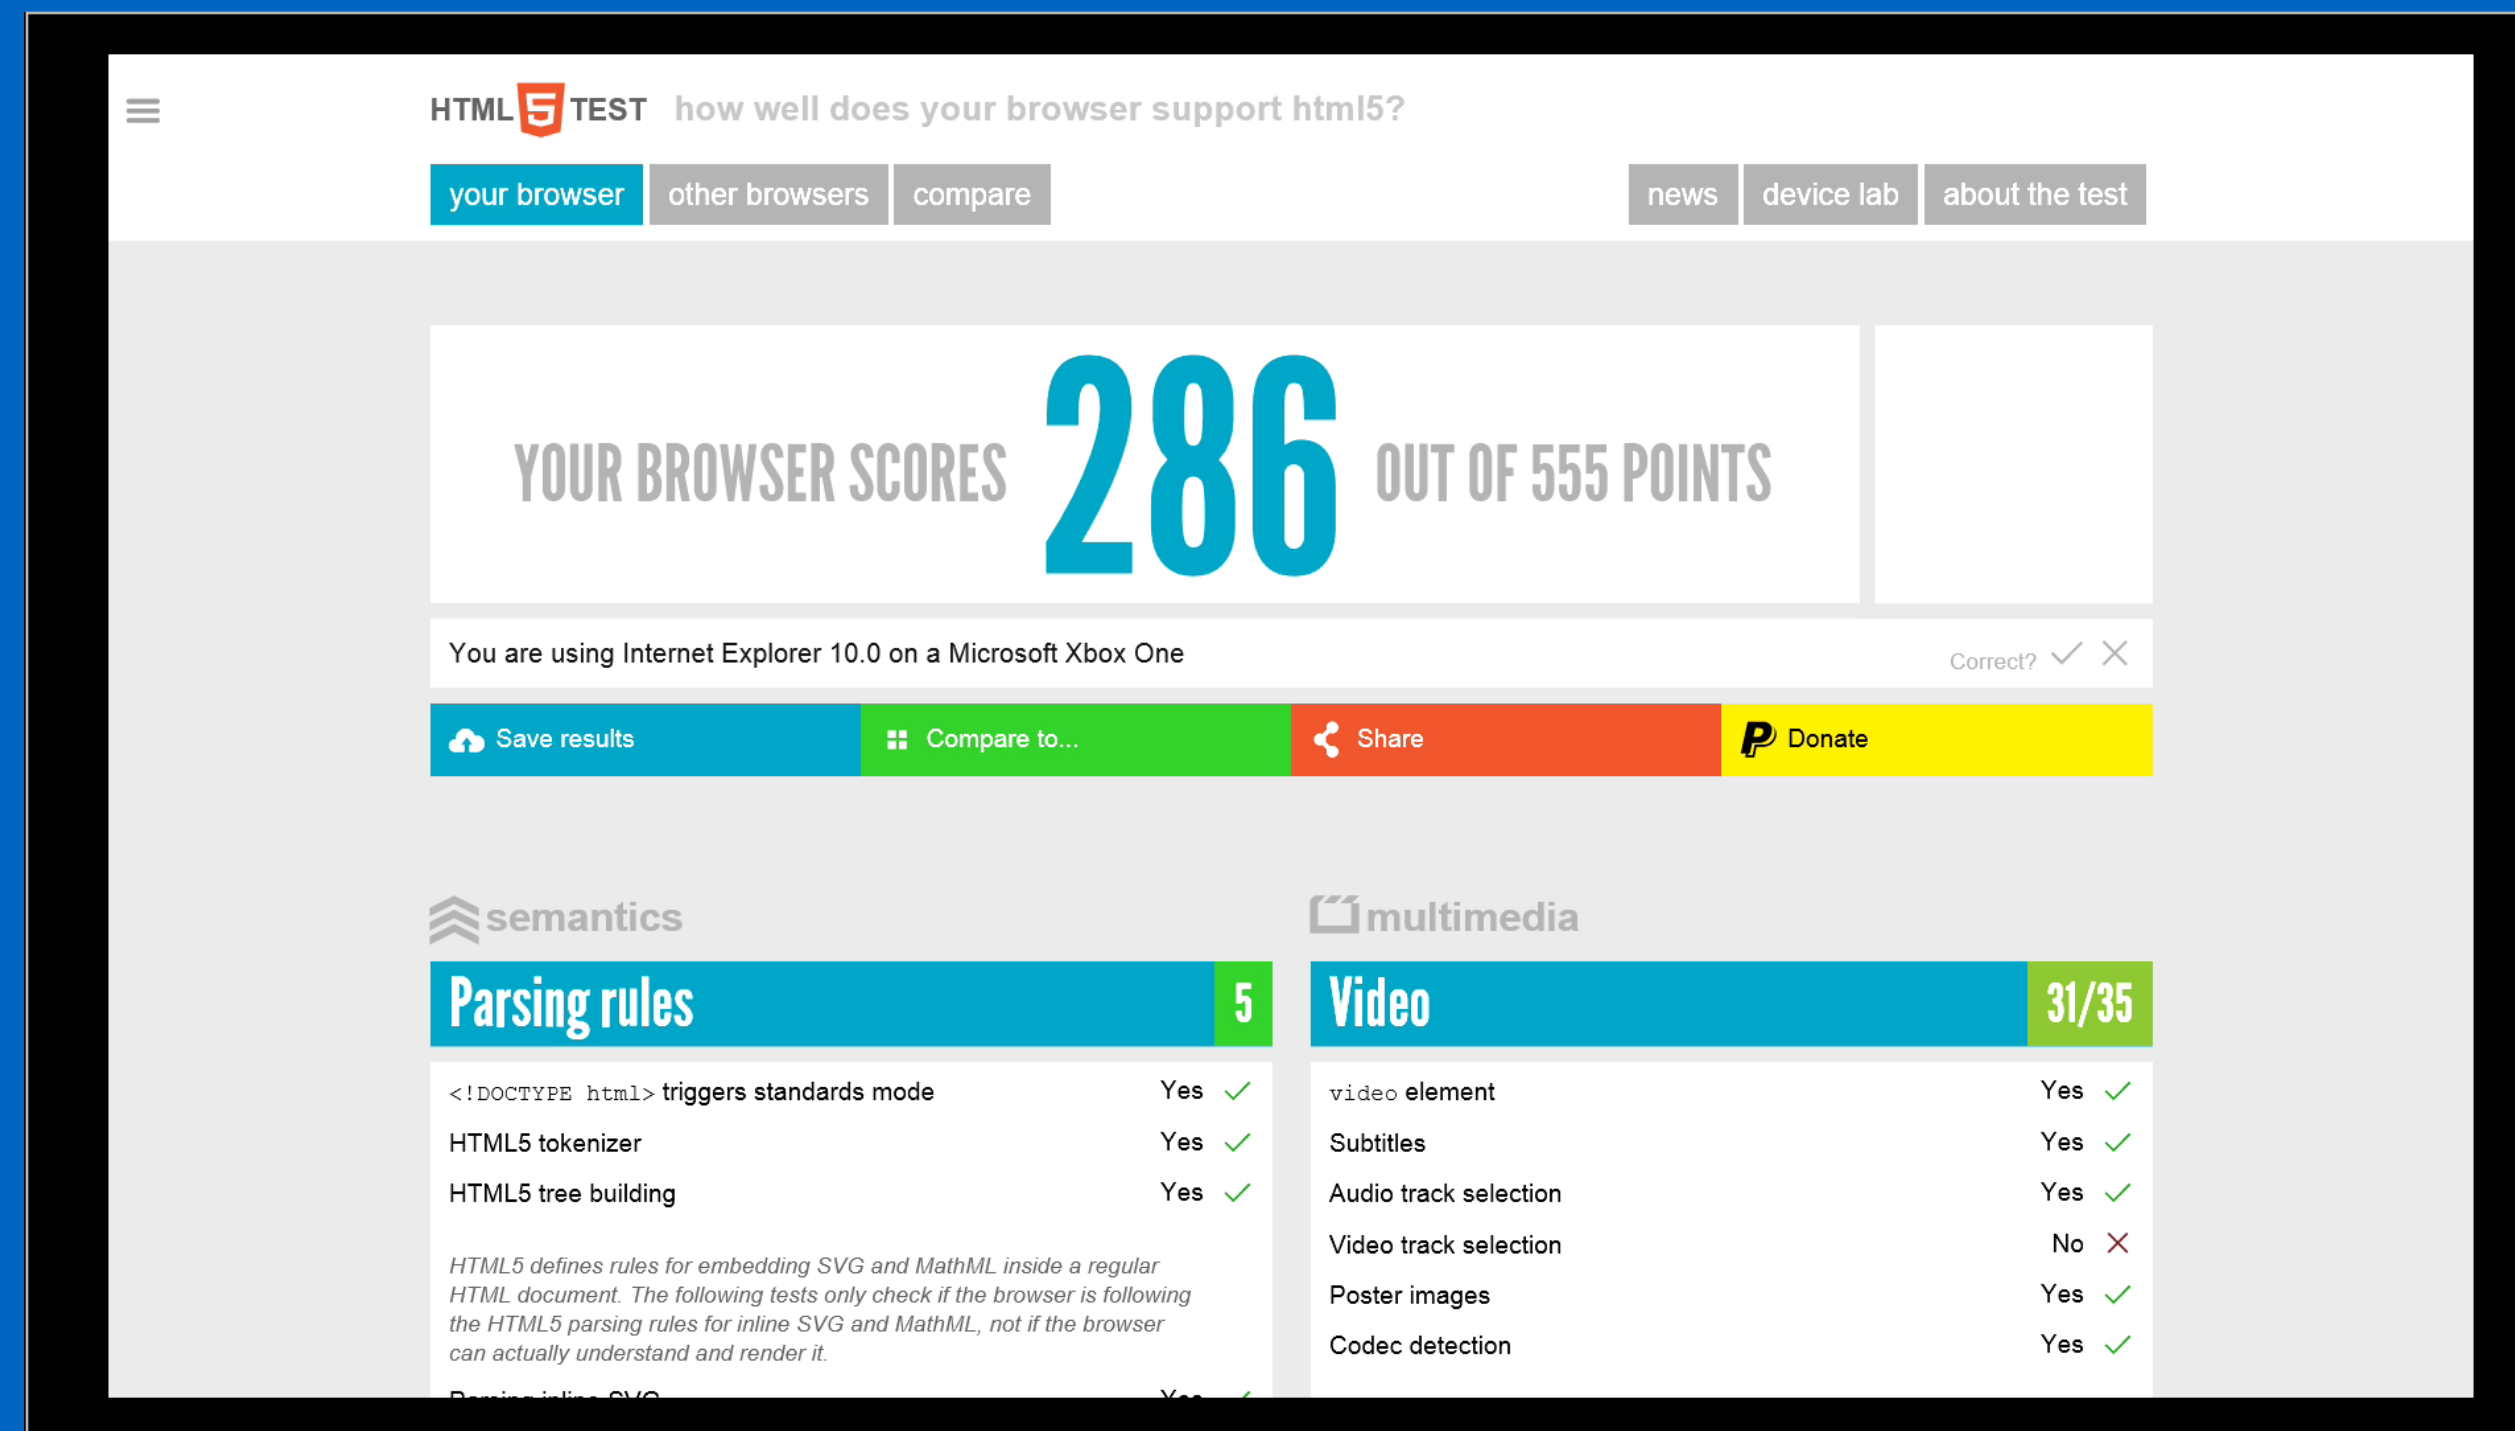 HTML5 TEST how well does your browser support html5?
your browser other browsers compare news device lab about the test
YOUR BROWSER SCORES 286 OUT OF 555 POINTS
You are using Internet Explorer 10.0 on a Microsoft Xbox One Correct?
Save results Compare to... Share Donate
semantics
Parsing rules 5
<!DOCTYPE html> triggers standards mode Yes
HTML5 tokenizer Yes
HTML5 tree building Yes
HTML5 defines rules for embedding SVG and MathML inside a regular
HTML document. The following tests only check if the browser is following
the HTML5 parsing rules for inline SVG and MathML, not if the browser
can actually understand and render it.
Parsing inline SVG Yes
multimedia
Video 31/35
video element Yes
Subtitles Yes
Audio track selection Yes
Video track selection No
Poster images Yes
Codec detection Yes